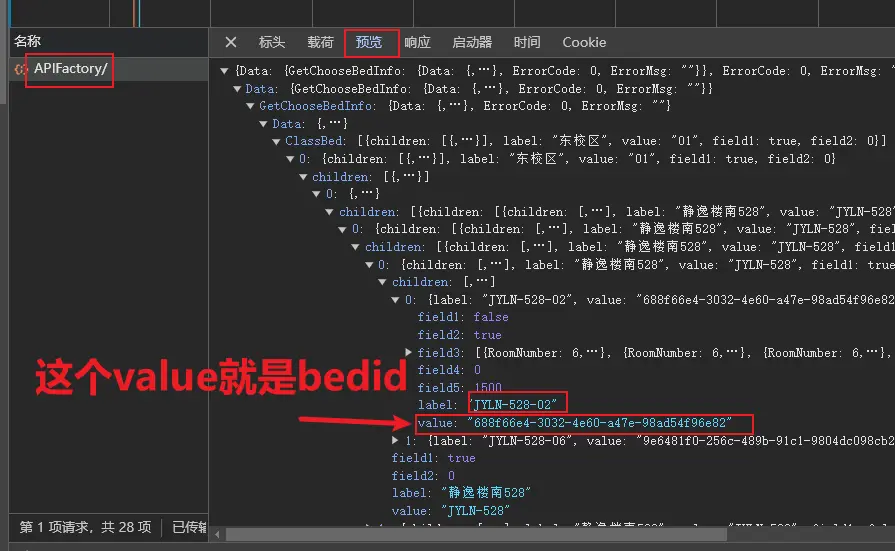 名称
标头 载荷 预览 响应 启动器 时间 Cookie
APIFactory/
{Data: {GetChooseBedInfo: {Data: {,…}, ErrorCode: 0, ErrorMsg: ""}}, ErrorCode: 0, ErrorMsg: "
Data: {GetChooseBedInfo: {Data: {,…}, ErrorCode: 0, ErrorMsg: ""}}
GetChooseBedInfo: {Data: {,…}, ErrorCode: 0, ErrorMsg: ""}
Data: {,…}
ClassBed: [{children: [{,…}], label: "东校区", value: "01", field1: true, field2: 0}]
0: {children: [{,…}], label: "东校区", value: "01", field1: true, field2: 0}
children: [{,…}]
0: {,…}
children: [{children: [{children: [,…], label: "静逸楼南528", value: "JYLN-528"
0: {children: [{children: [,…], label: "静逸楼南528", value: "JYLN-528", fiel
children: [{children: [,…], label: "静逸楼南528", value: "JYLN-528", field1
0: {children: [,…], label: "静逸楼南528", value: "JYLN-528", field1: true
children: [,…]
0: {label: "JYLN-528-02", value: "688f66e4-3032-4e60-a47e-98ad54f96e82
field1: false
field2: true
field3: [{RoomNumber: 6,…}, {RoomNumber: 6,…}, {RoomNumber: 6,…},
field4: 0
field5: 1500
这个value就是bedid
label: "JYLN-528-02"
value: "688f66e4-3032-4e60-a47e-98ad54f96e82"
1: {label: "JYLN-528-06", value: "9e6481f0-256c-489b-91c1-9804dc098cb2
field1: true
field2: 0
label: "静逸楼南528"
value: "JYLN-528"
第 1 项请求，共 28 项 已传输